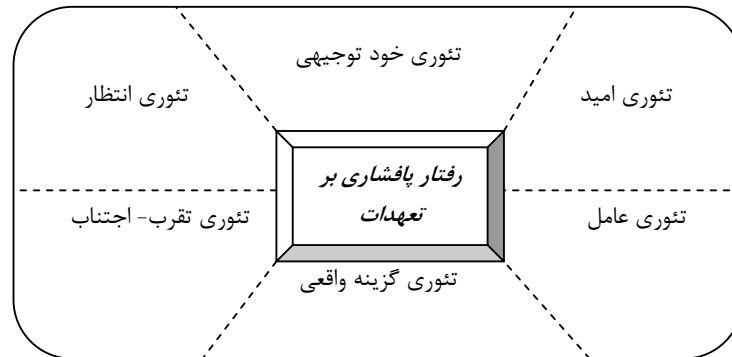 تئوری خود توجیهی
تئوری امید
تئوری انتظار
رفتار پافشاری بر
تعهدات
تئوری عامل
تئوری تقرب- اجتناب
تئوری گزینه واقعی